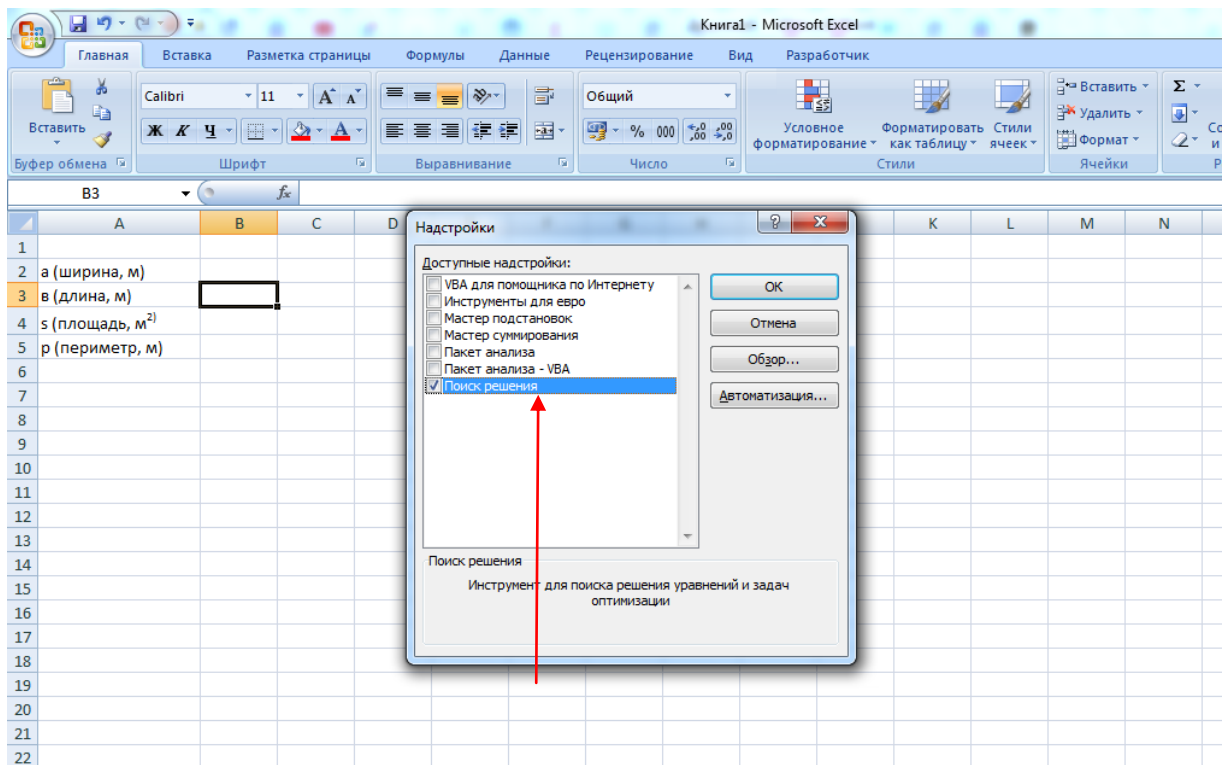 Книга1 - Microsoft Excel
Главная Вставка Разметка страницы Формулы Данные Рецензирование Вид Разработчик
Вставить
Буфер обмена
Calibri 11
Ж К Ч
Шрифт
Выравнивание
Общий
% 000
Число
Условное форматирование
Форматировать как таблицу
Стили ячеек
Стили
Вставить
Удалить
Формат
Ячейки
Σ
B3 fx
A B C D K L M N
1
2 а (ширина, м)
3 в (длина, м)
4 s (площадь, м²⁾
5 р (периметр, м)
6
7
8
9
10
11
12
13
14
15
16
17
18
19
20
21
22
Надстройки
Доступные надстройки:
VBA для помощника по Интернету
Инструменты для евро
Мастер подстановок
Мастер суммирования
Пакет анализа
Пакет анализа - VBA
Поиск решения
OK
Отмена
Обзор...
Автоматизация...
Поиск решения
Инструмент для поиска решения уравнений и задач
оптимизации